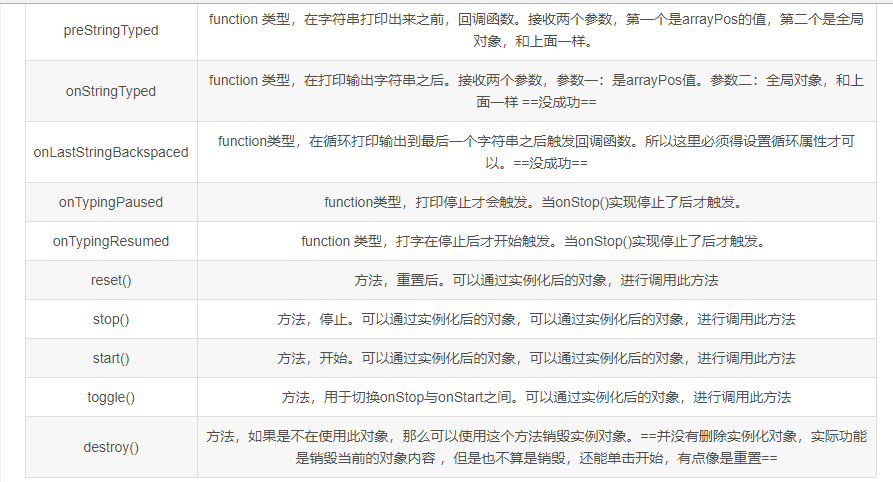 preStringTyped
function 类型，在字符串打印出来之前，回调函数。接收两个参数，第一个是arrayPos的值，第二个是全局
对象，和上面一样。
onStringTyped
function 类型，在打印输出字符串之后。接收两个参数，参数一：是arrayPos值。参数二：全局对象，和上
面一样 ==没成功==
onLastStringBackspaced
function类型，在循环打印输出到最后一个字符串之后触发回调函数。所以这里必须得设置循环属性才可
以。==没成功==
onTypingPaused
function类型，打印停止才会触发。当onStop()实现停止了后才触发。
onTypingResumed
function 类型，打字在停止后才开始触发。当onStop()实现停止了后才触发。
reset()
方法，重置后。可以通过实例化后的对象，进行调用此方法
stop()
方法，停止。可以通过实例化后的对象，可以通过实例化后的对象，进行调用此方法
start()
方法，开始。可以通过实例化后的对象，可以通过实例化后的对象，进行调用此方法
toggle()
方法，用于切换onStop与onStart之间。可以通过实例化后的对象，进行调用此方法
destroy()
方法，如果是不在使用此对象，那么可以使用这个方法销毁实例对象。==并没有删除实例化对象，实际功能
是销毁当前的对象内容 ，但是也不算是销毁，还能单击开始，有点像是重置==